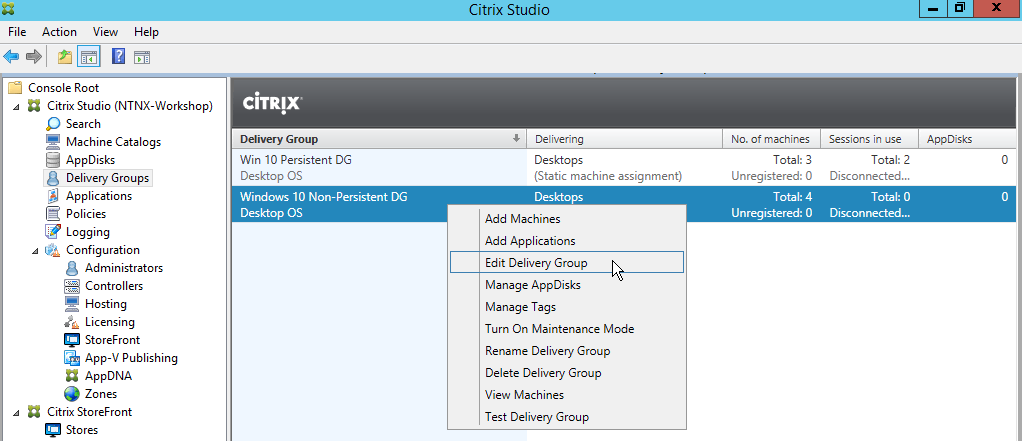 Citrix Studio
File Action View Help
Console Root
Citrix Studio (NTNX-Workshop)
Search
Machine Catalogs
AppDisks
Delivery Groups
Applications
Policies
Logging
Configuration
Administrators
Controllers
Hosting
Licensing
StoreFront
App-V Publishing
AppDNA
Zones
Citrix StoreFront
Stores
CİTRIX
Delivery Group Delivering No. of machines Sessions in use AppDisks
Win 10 Persistent DG Desktops Total: 3 Total: 2 0
Desktop OS (Static machine assignment) Unregistered: 0 Disconnected...
Windows 10 Non-Persistent DG Desktops Total: 4 Total: 0 0
Desktop OS Unregistered: 0 Disconnected...
Add Machines
Add Applications
Edit Delivery Group
Manage AppDisks
Manage Tags
Turn On Maintenance Mode
Rename Delivery Group
Delete Delivery Group
View Machines
Test Delivery Group